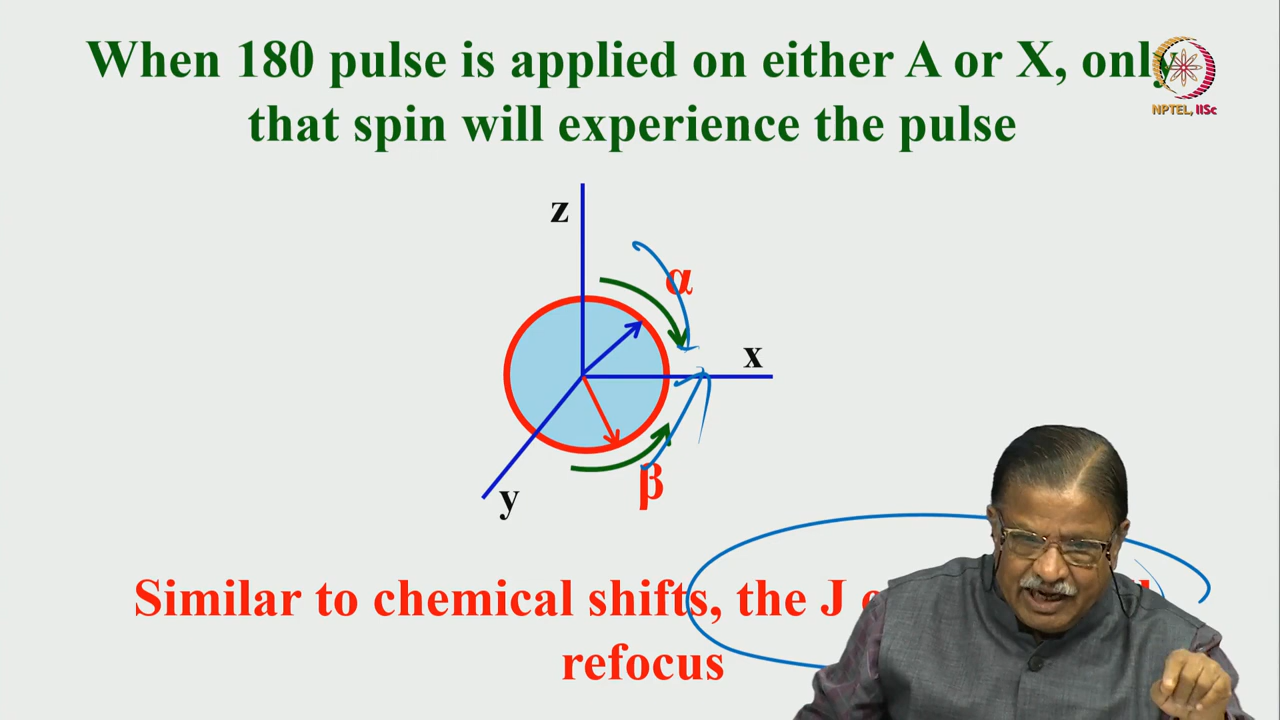 When 180 pulse is applied on either A or X, only
that spin will experience the pulse
NPTEL, IISc
z
α
x
β
y
Similar to chemical shifts, the J
refocus